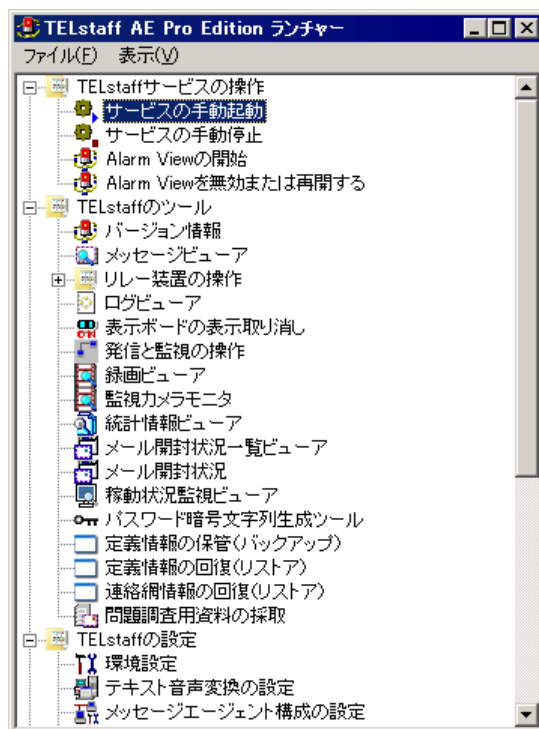 TELstaff AE Pro Edition ランチャー
ファイル(F) 表示(V)
TELstaffサービスの操作
サービスの手動起動
サービスの手動停止
Alarm Viewの開始
Alarm Viewを無効または再開する
TELstaffのツール
バージョン情報
メッセージビューア
リレー装置の操作
ログビューア
表示ボードの表示取り消し
発信と監視の操作
録画ビューア
監視カメラモニタ
統計情報ビューア
メール開封状況一覧ビューア
メール開封状況
稼動状況監視ビューア
パスワード暗号文字列生成ツール
定義情報の保管(バックアップ)
定義情報の回復(リストア)
連絡網情報の回復(リストア)
問題調査用資料の採取
TELstaffの設定
環境設定
テキスト音声変換の設定
メッセージエージェント構成の設定